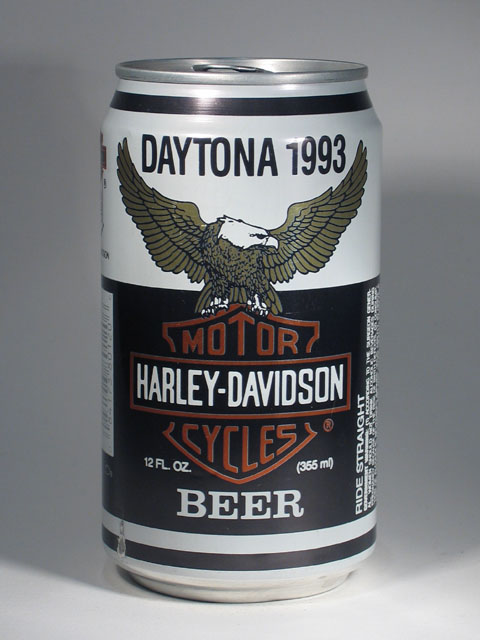 DAYTONA 1993
MOTOR
HARLEY-DAVIDSON
CYCLES ®
12 FL. OZ. (355 ml)
BEER
RIDE STRAIGHT